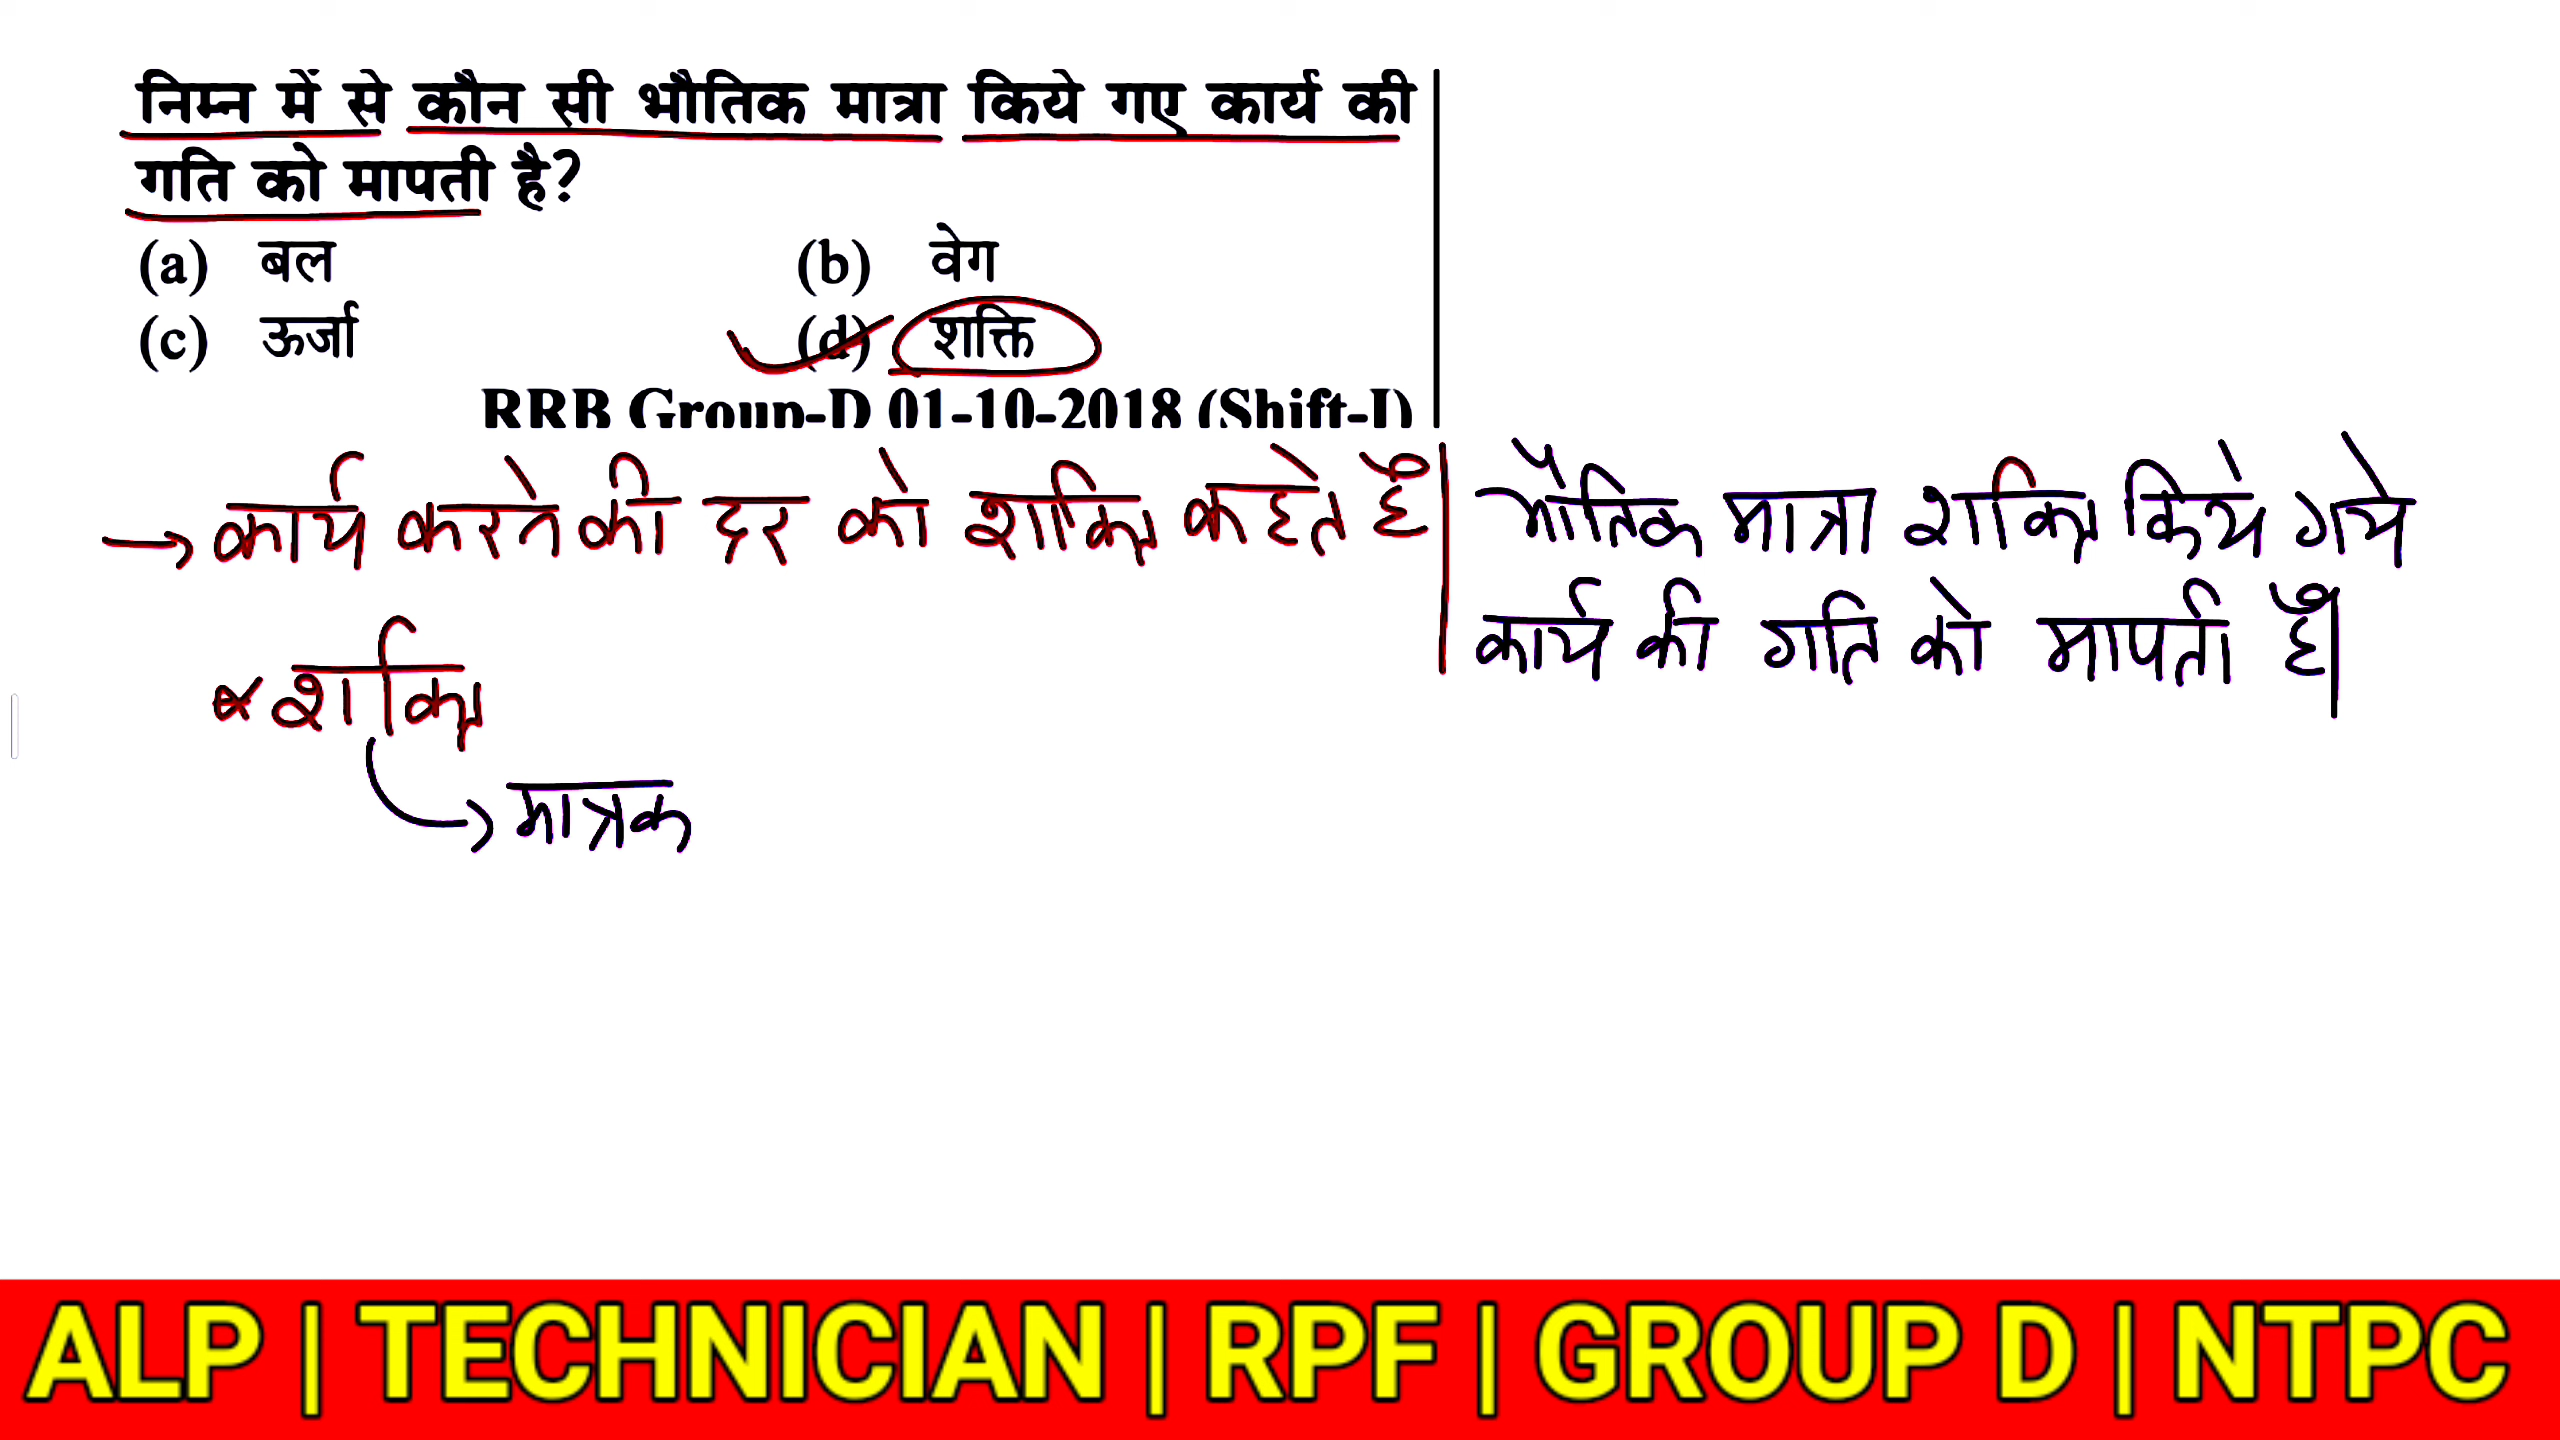 निम्न में से कौन सी भौतिक मात्रा किये गए कार्य की
गति को मापती है?
(a) बल (b) वेग
(c) ऊर्जा (d) शक्ति
RRB Group-D 01-10-2018 (Shift-I)
→ कार्य करने की दर को शक्ति कहते है।
* शक्ति
→ मात्रक
भौतिक मात्रा शक्ति किये गये
कार्य की गति को मापती है।
ALP | TECHNICIAN | RPF | GROUP D | NTPC